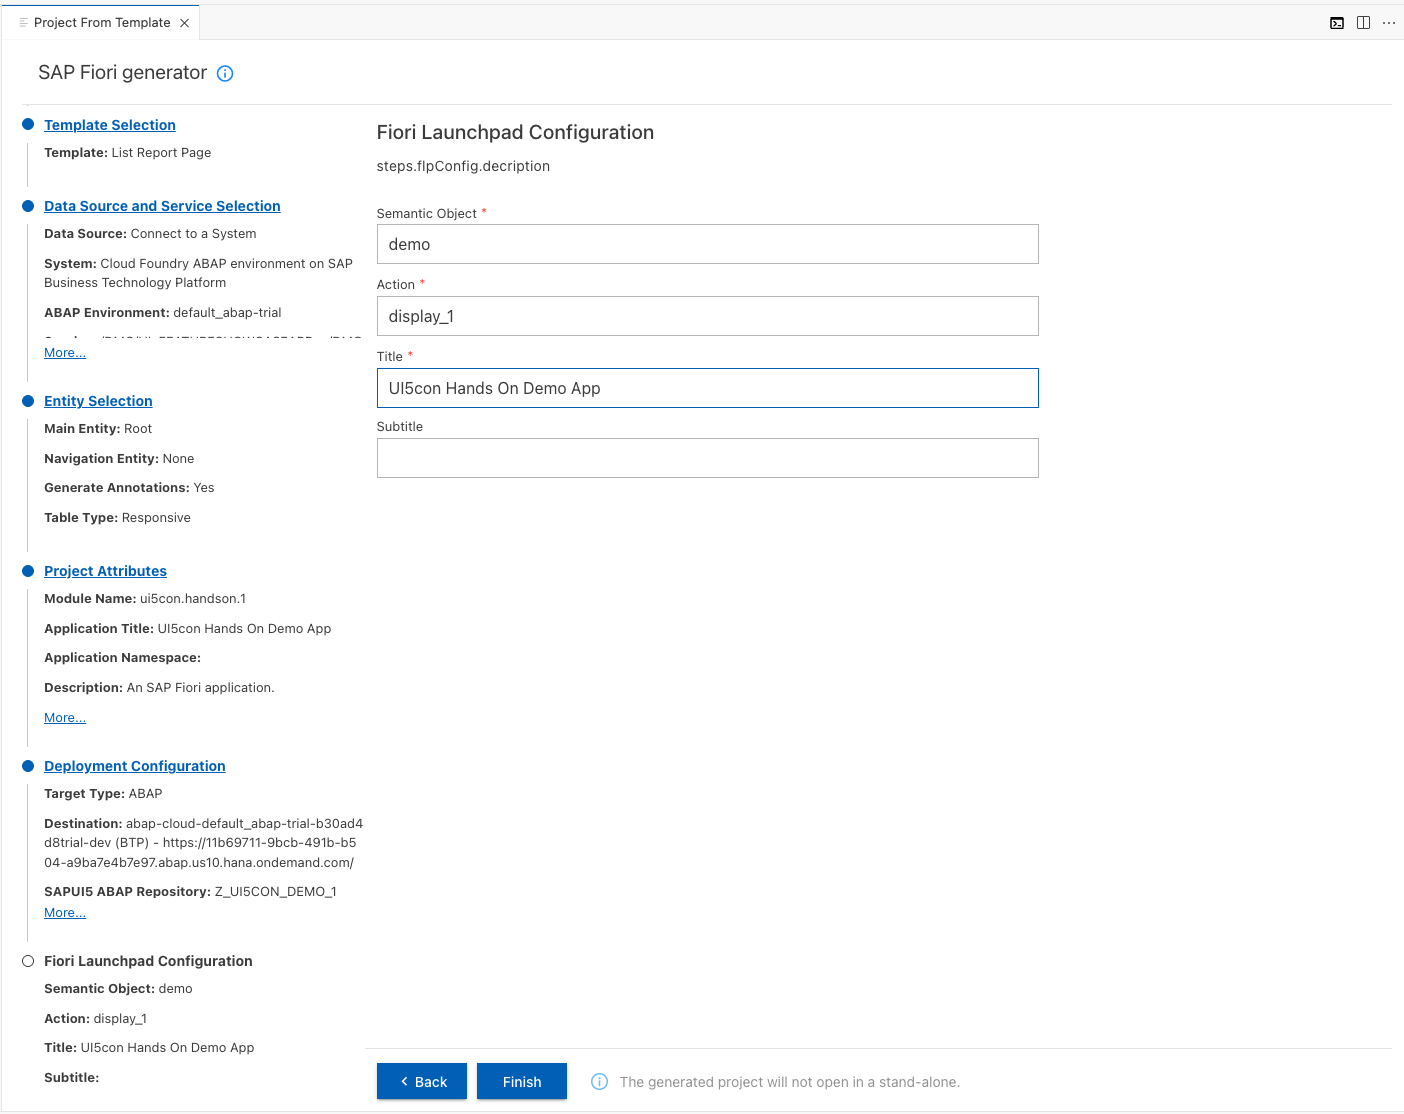 Project From Template
SAP Fiori generator
Template Selection
Template: List Report Page
Data Source and Service Selection
Data Source: Connect to a System
System: Cloud Foundry ABAP environment on SAP
Business Technology Platform
ABAP Environment: default_abap-trial
More...
Entity Selection
Main Entity: Root
Navigation Entity: None
Generate Annotations: Yes
Table Type: Responsive
Project Attributes
Module Name: ui5con.handson.1
Application Title: UI5con Hands On Demo App
Application Namespace:
Description: An SAP Fiori application.
More...
Deployment Configuration
Target Type: ABAP
Destination: abap-cloud-default_abap-trial-b30ad4
d8trial-dev (BTP) - https://11b69711-9bcb-491b-b5
04-a9ba7e4b7e97.abap.us10.hana.ondemand.com/
SAPUI5 ABAP Repository: Z_UI5CON_DEMO_1
More...
Fiori Launchpad Configuration
Semantic Object: demo
Action: display_1
Title: UI5con Hands On Demo App
Subtitle:
Fiori Launchpad Configuration
steps.flpConfig.decription
Semantic Object *
demo
Action *
display_1
Title *
UI5con Hands On Demo App
Subtitle
Back
Finish
The generated project will not open in a stand-alone.